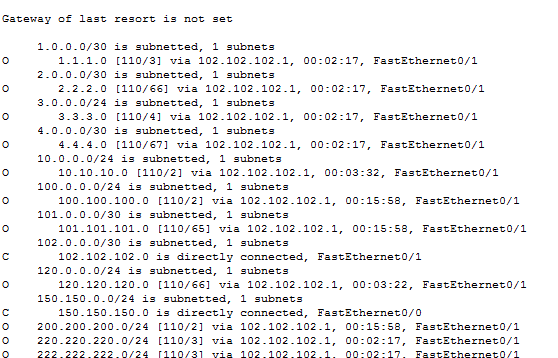 Gateway of last resort is not set
1.0.0.0/30 is subnetted, 1 subnets
O 1.1.1.0 [110/3] via 102.102.102.1, 00:02:17, FastEthernet0/1
2.0.0.0/30 is subnetted, 1 subnets
O 2.2.2.0 [110/66] via 102.102.102.1, 00:02:17, FastEthernet0/1
3.0.0.0/24 is subnetted, 1 subnets
O 3.3.3.0 [110/4] via 102.102.102.1, 00:02:17, FastEthernet0/1
4.0.0.0/30 is subnetted, 1 subnets
O 4.4.4.0 [110/67] via 102.102.102.1, 00:02:17, FastEthernet0/1
10.0.0.0/24 is subnetted, 1 subnets
O 10.10.10.0 [110/2] via 102.102.102.1, 00:03:32, FastEthernet0/1
100.0.0.0/24 is subnetted, 1 subnets
O 100.100.100.0 [110/2] via 102.102.102.1, 00:15:58, FastEthernet0/1
101.0.0.0/30 is subnetted, 1 subnets
O 101.101.101.0 [110/65] via 102.102.102.1, 00:15:58, FastEthernet0/1
102.0.0.0/30 is subnetted, 1 subnets
C 102.102.102.0 is directly connected, FastEthernet0/1
120.0.0.0/24 is subnetted, 1 subnets
O 120.120.120.0 [110/66] via 102.102.102.1, 00:03:22, FastEthernet0/1
150.150.0.0/24 is subnetted, 1 subnets
C 150.150.150.0 is directly connected, FastEthernet0/0
O 200.200.200.0/24 [110/2] via 102.102.102.1, 00:15:58, FastEthernet0/1
O 220.220.220.0/24 [110/3] via 102.102.102.1, 00:02:17, FastEthernet0/1
O 222.222.222.0/24 [110/3] via 102.102.102.1, 00:02:17, FastEthernet0/1